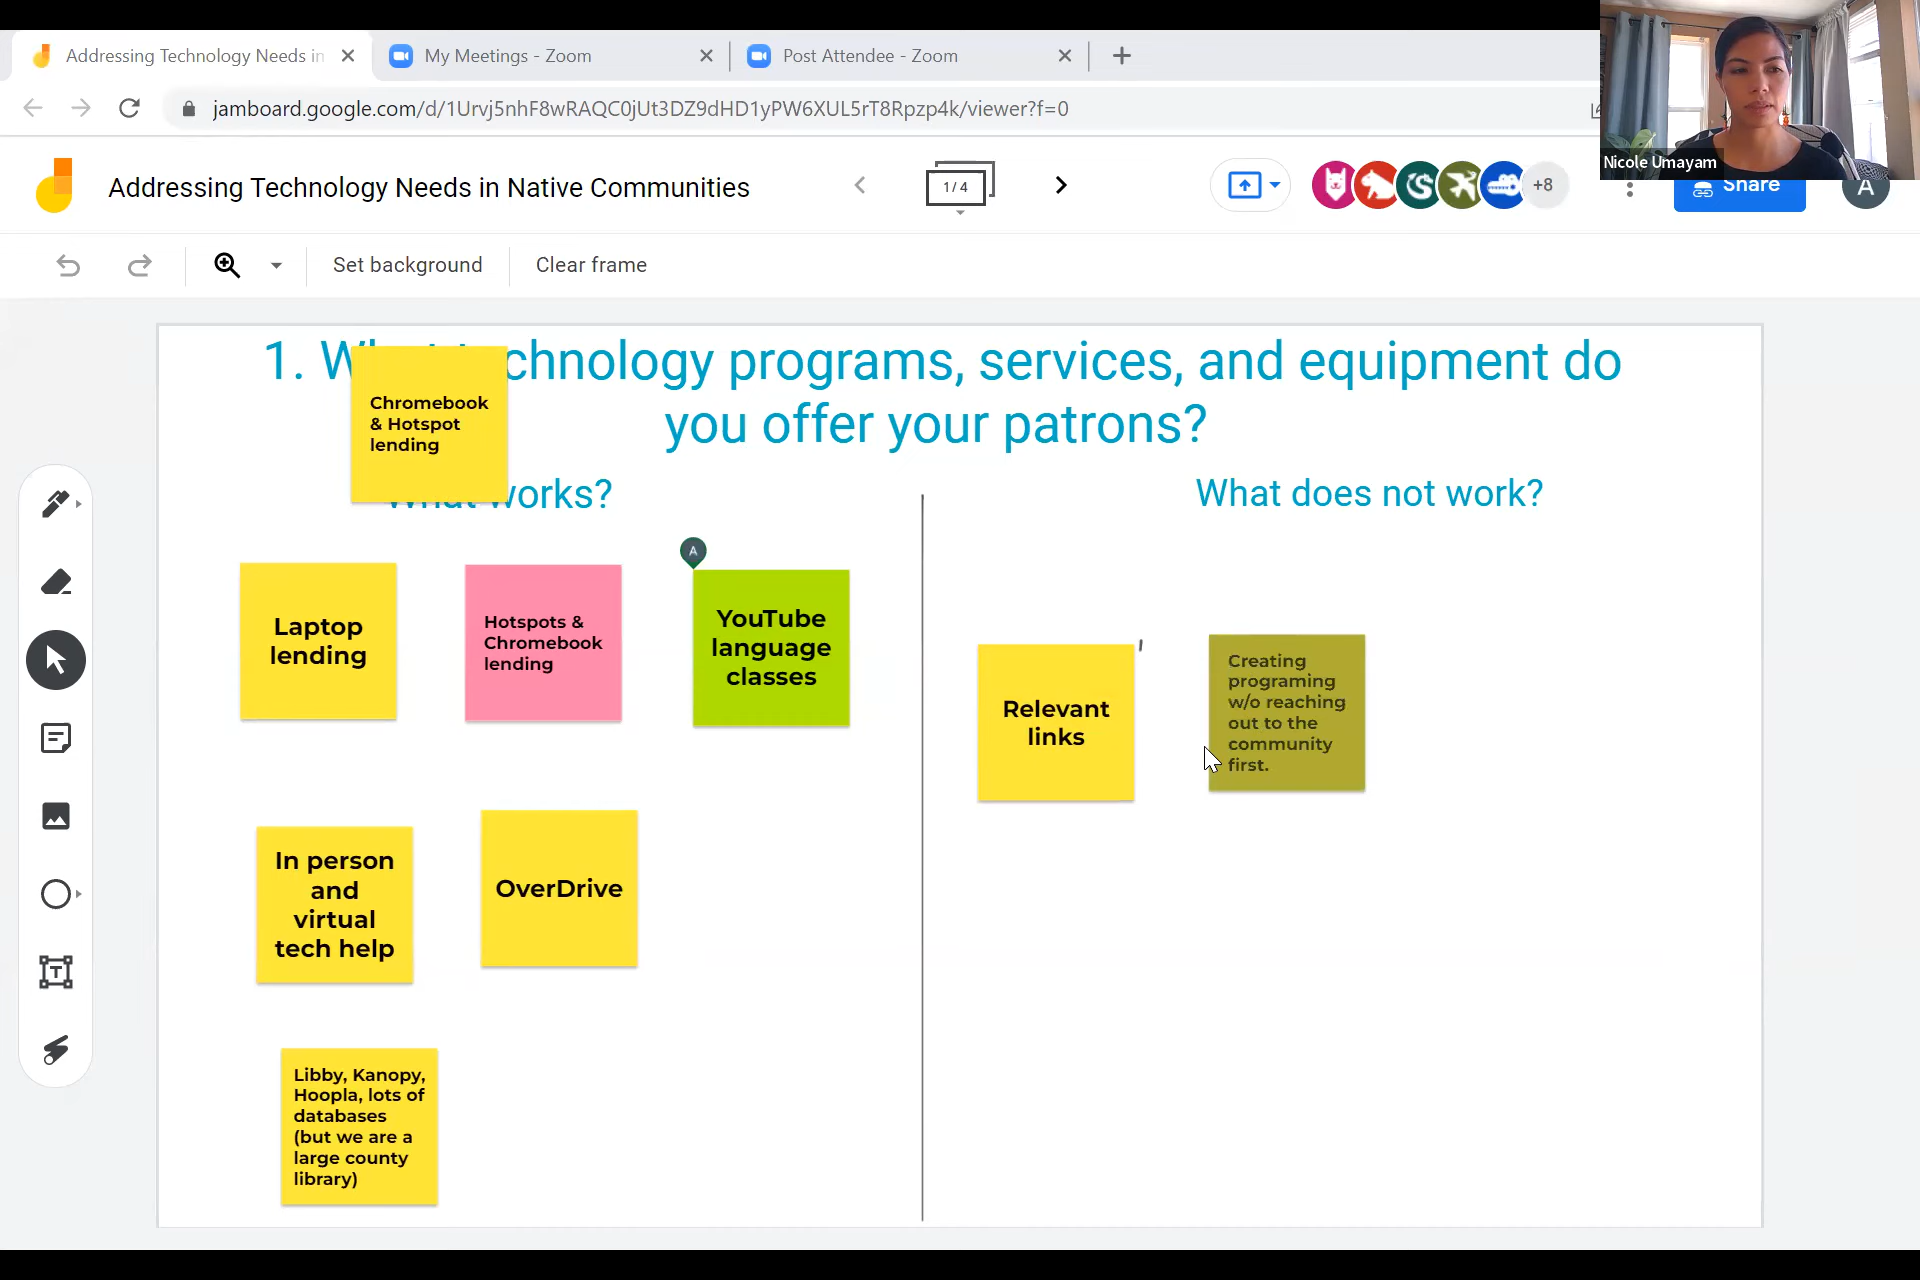 Addressing Technology Needs in
My Meetings - Zoom
Post Attendee - Zoom
jamboard.google.com/d/1Urvj5nhF8wRAQC0jUt3DZ9dHD1yPW6XUL5rT8Rpzp4k/viewer?f=0
Nicole Umayam
Addressing Technology Needs in Native Communities
1 / 4
+8
Share
A
Set background
Clear frame
1. What technology programs, services, and equipment do
you offer your patrons?
Chromebook
& Hotspot
lending
What works?
What does not work?
A
Laptop
lending
Hotspots &
Chromebook
lending
YouTube
language
classes
Relevant
links
Creating
programing
w/o reaching
out to the
community
first.
In person
and
virtual
tech help
OverDrive
Libby, Kanopy,
Hoopla, lots of
databases
(but we are a
large county
library)